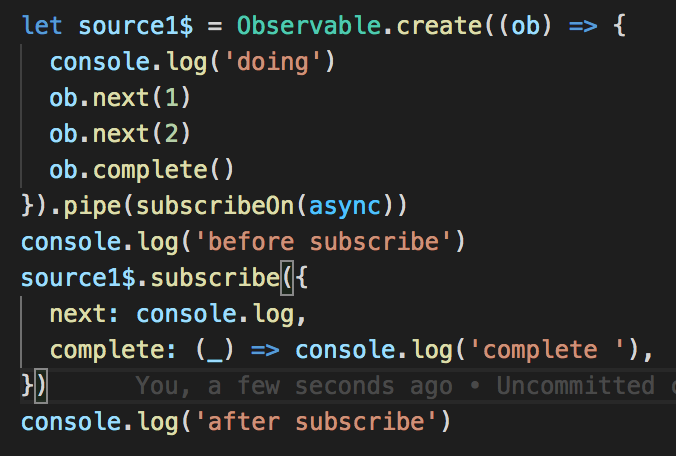 let source1$ = Observable.create((ob) => {
console.log('doing')
ob.next(1)
ob.next(2)
ob.complete()
}).pipe(subscribeOn(async))
console.log('before subscribe')
source1$.subscribe({
next: console.log,
complete: (_) => console.log('complete '),
}) You, a few seconds ago • Uncommitted
console.log('after subscribe')